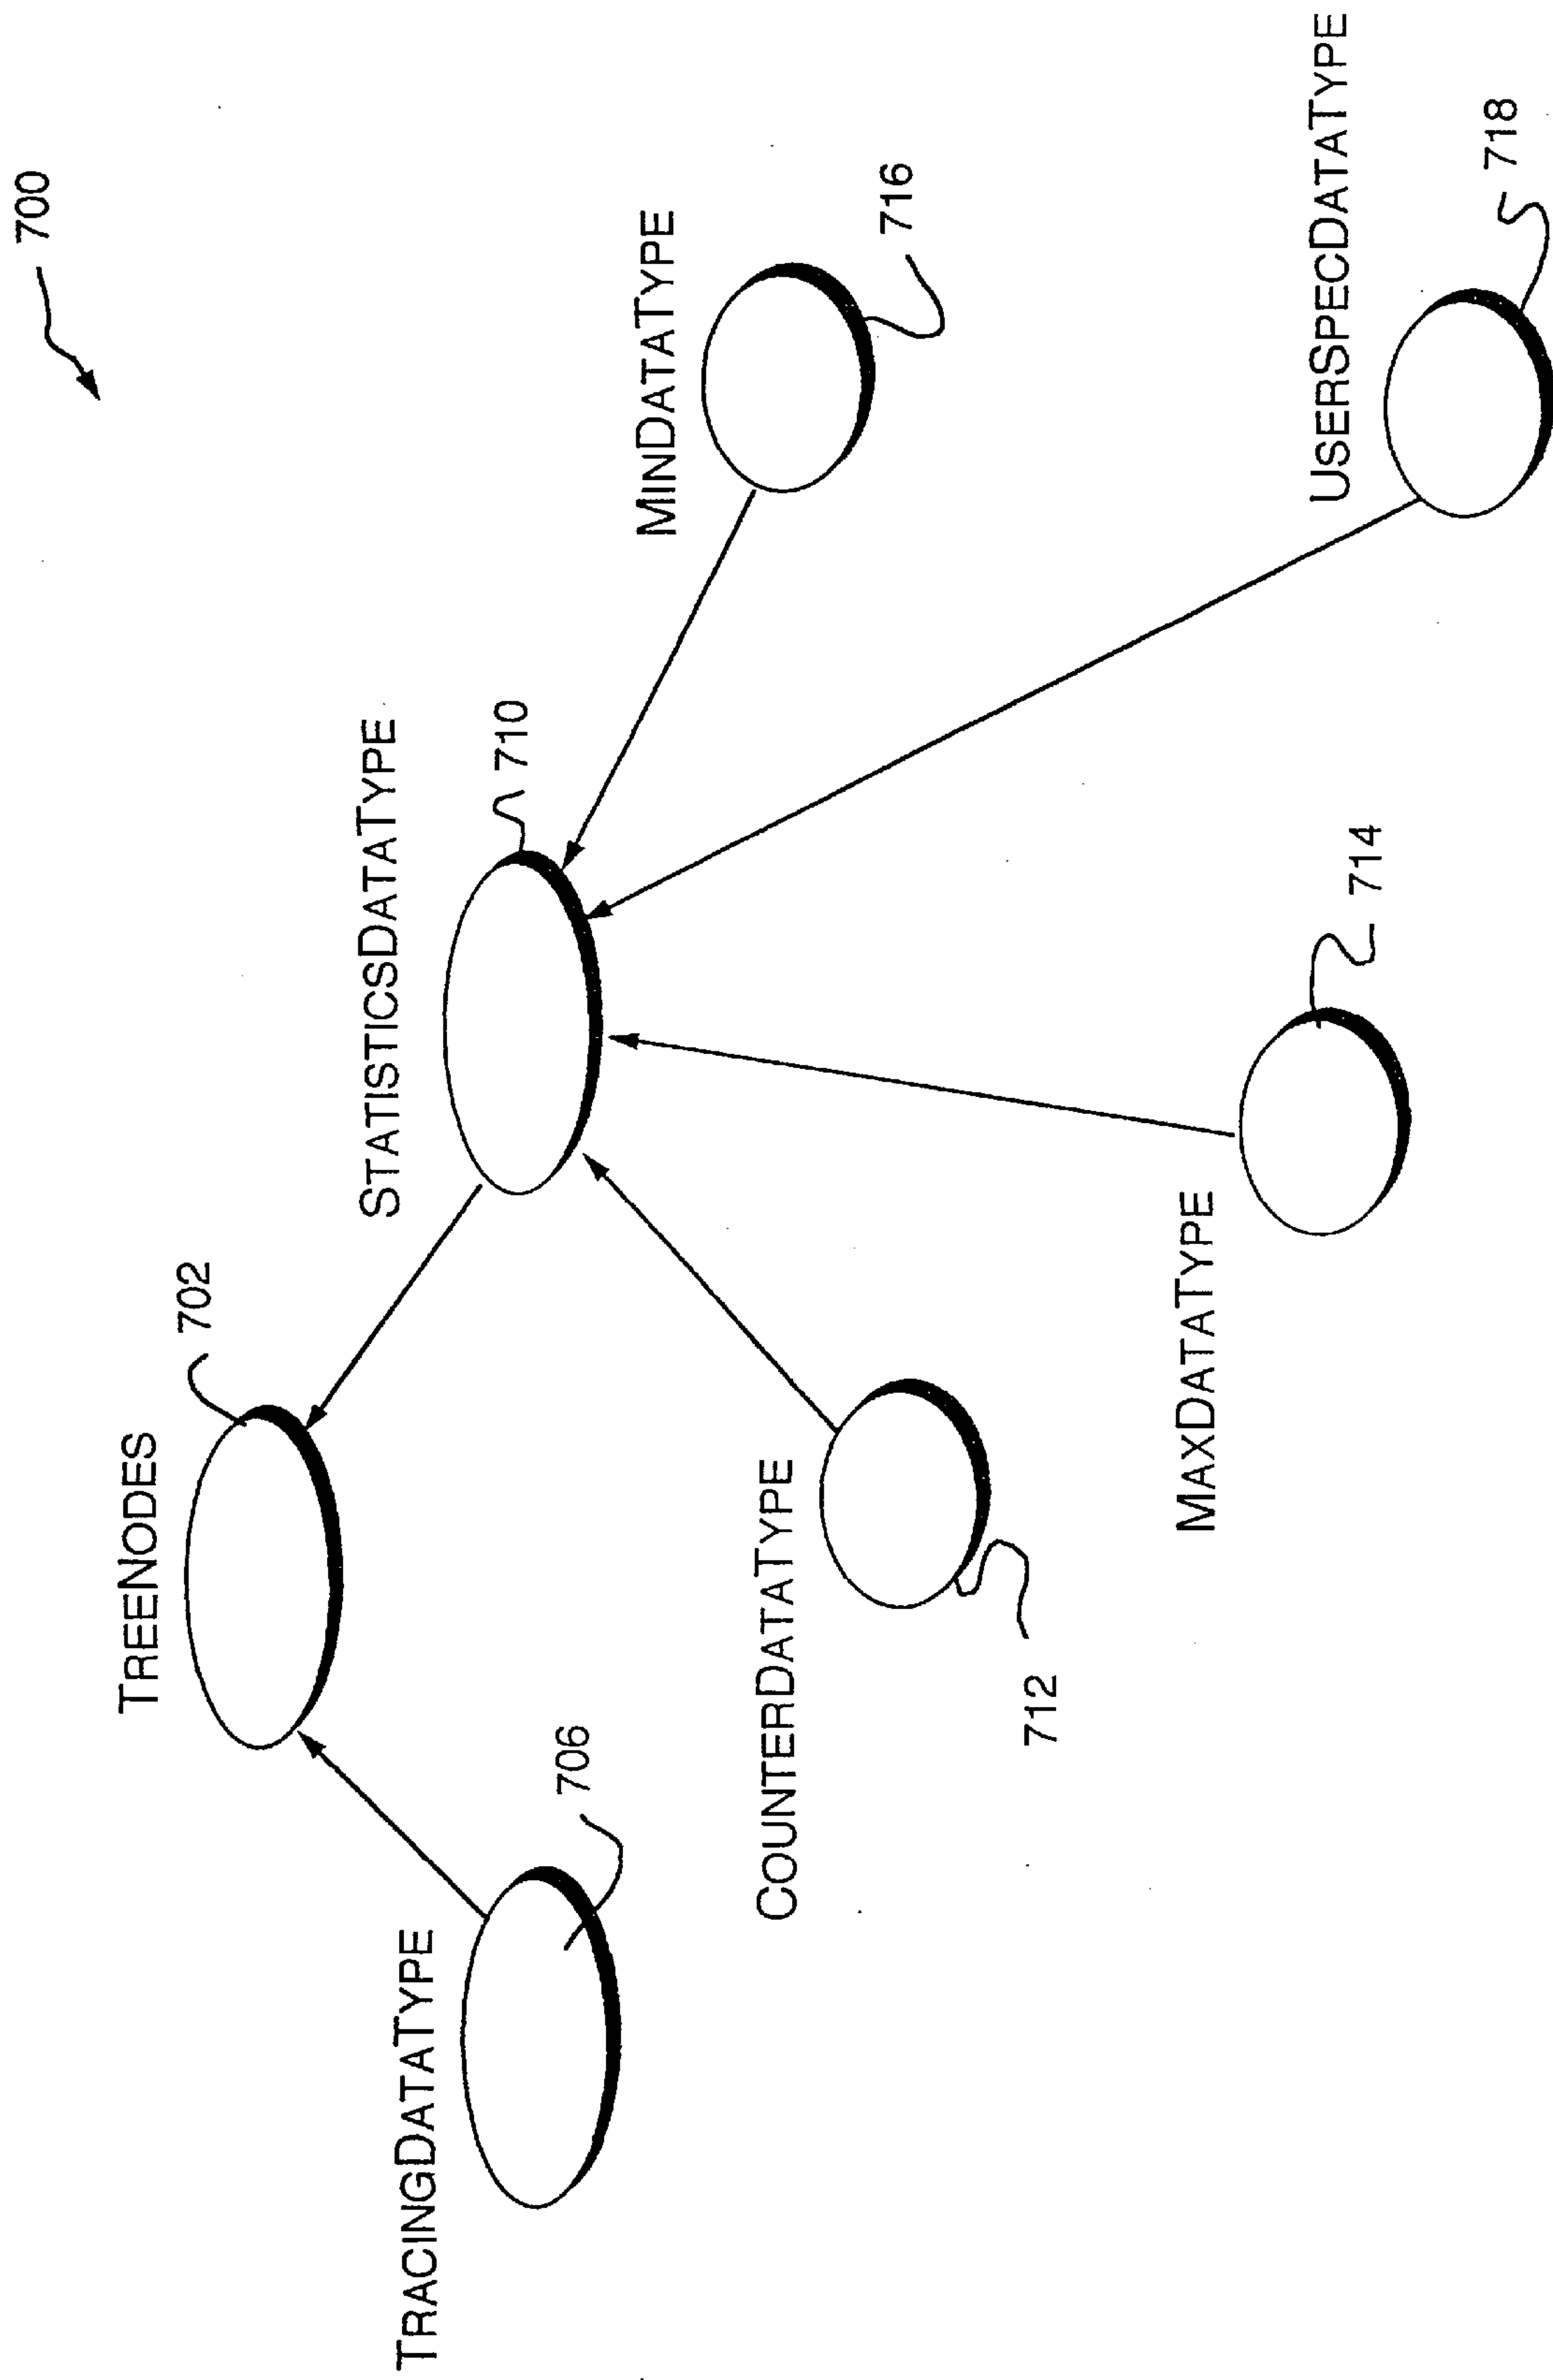 700
TREENODES
702
TRACINGDATATYPE
706
STATISTICSDATATYPE
710
COUNTERDATATYPE
712
MINDATATYPE
716
MAXDATATYPE
714
USERSPECDATATYPE
718